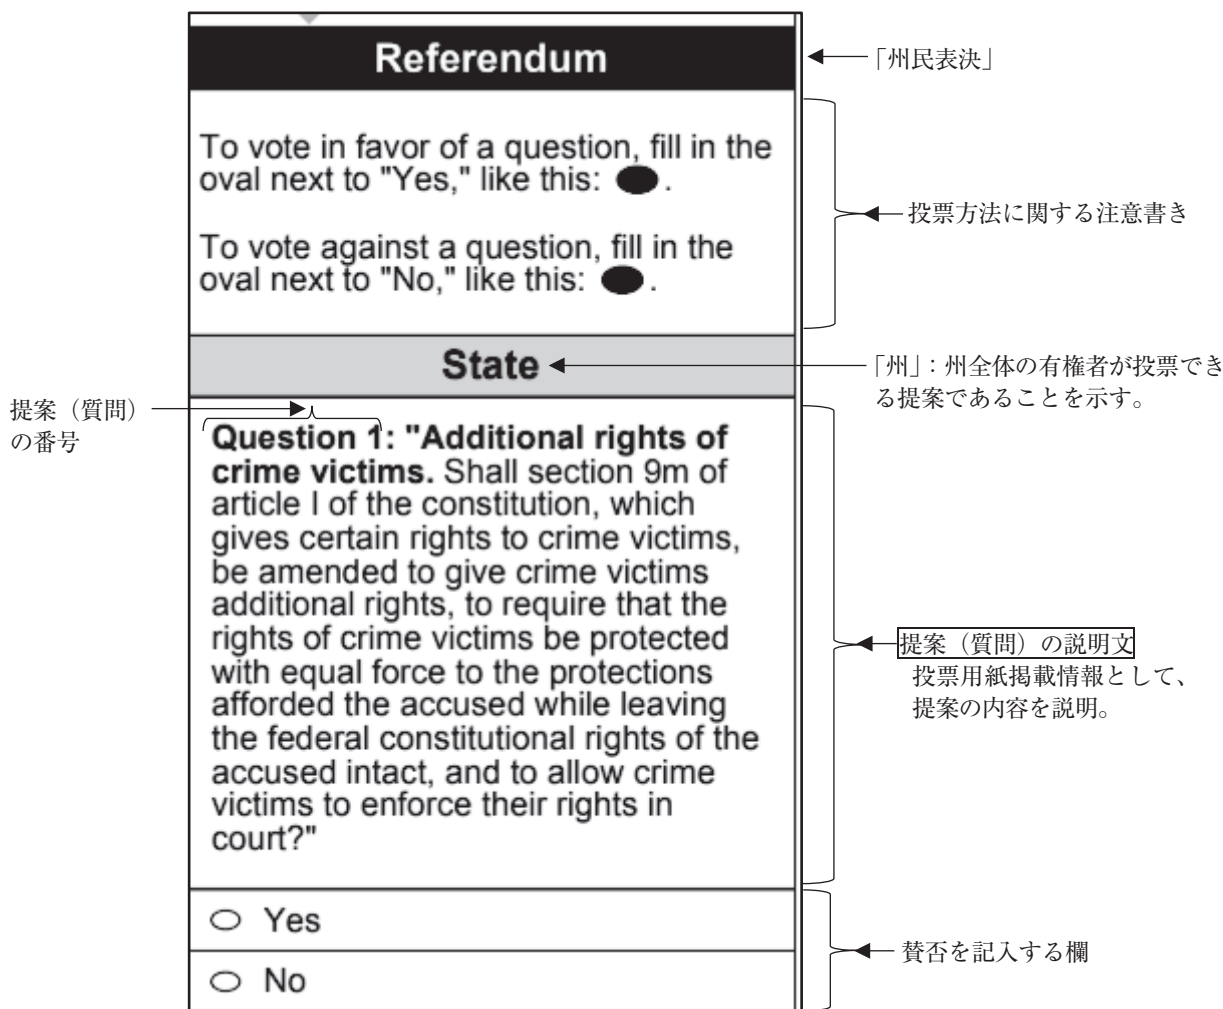 Referendum
「州民表決」
To vote in favor of a question, fill in the
oval next to "Yes," like this: ⬬.
To vote against a question, fill in the
oval next to "No," like this: ⬬.
投票方法に関する注意書き
State
「州」：州全体の有権者が投票でき
る提案であることを示す。
提案（質問）
の番号
Question 1: "Additional rights of
crime victims. Shall section 9m of
article I of the constitution, which
gives certain rights to crime victims,
be amended to give crime victims
additional rights, to require that the
rights of crime victims be protected
with equal force to the protections
afforded the accused while leaving
the federal constitutional rights of the
accused intact, and to allow crime
victims to enforce their rights in
court?"
提案（質問）の説明文
投票用紙掲載情報として、
提案の内容を説明。
Yes
No
賛否を記入する欄